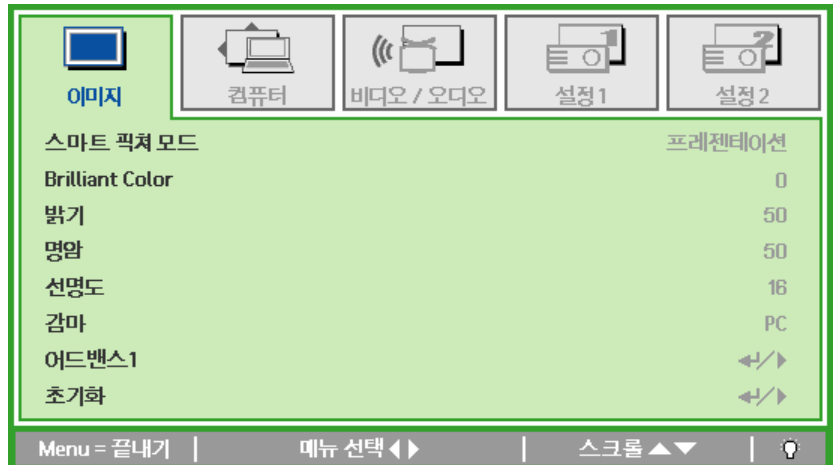 이미지
컴퓨터
비디오 / 오디오
1
설정 1
2
설정 2
스마트 픽쳐 모드 프레젠테이션
Brilliant Color 0
밝기 50
명암 50
선명도 16
감마 PC
어드밴스1 ↵/▶
초기화 ↵/▶
Menu = 끝내기 | 메뉴 선택 ◀ ▶ | 스크롤 ▲▼ |